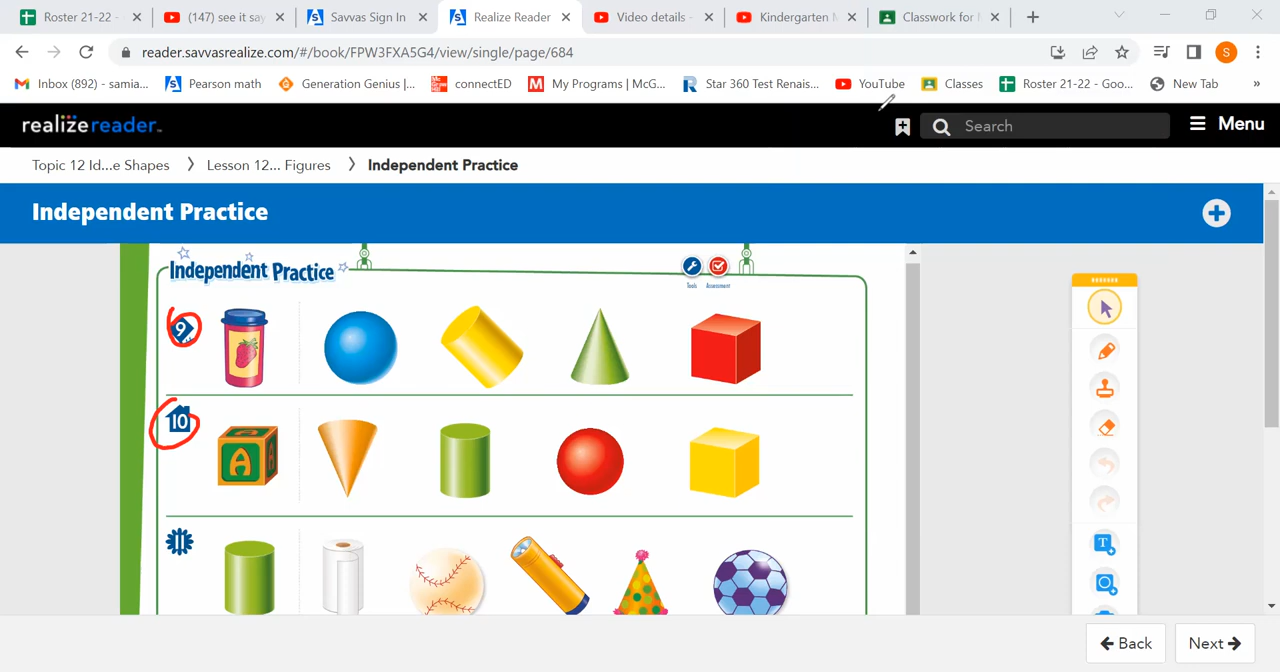 Roster 21-22 -
(147) see it say
Savvas Sign In
Realize Reader
Video details -
Kindergarten M
Classwork for M
reader.savvasrealize.com/#/book/FPW3FXA5G4/view/single/page/684
S
Inbox (892) - samia...
Pearson math
Generation Genius |...
connectED
My Programs | McG...
Star 360 Test Renais...
YouTube
Classes
Roster 21-22 - Goo...
New Tab
»
realizereader
Search
Menu
Topic 12 Id...e Shapes
Lesson 12... Figures
Independent Practice
Independent Practice
Independent Practice
Tools
Assessment
9
10
A
11
T
Back
Next